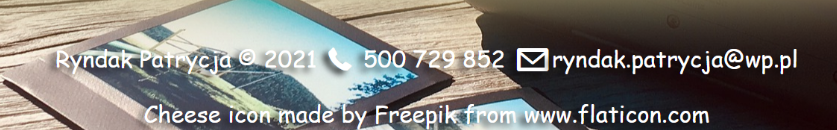 Ryndak Patrycja © 2021 500 729 852 ryndak.patrycja@wp.pl
Cheese icon made by Freepik from www.flaticon.com